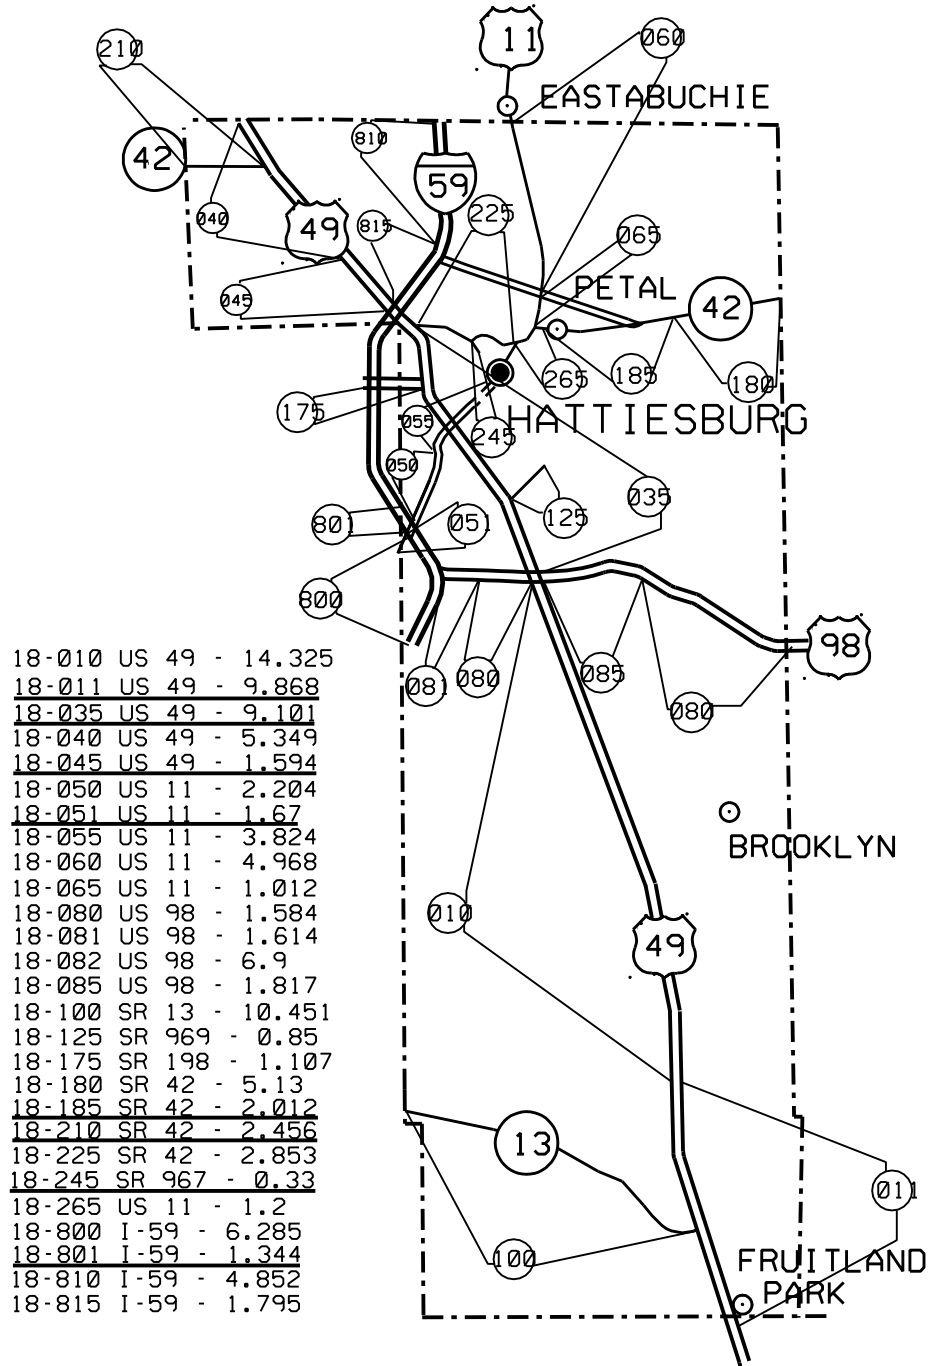 11
060
210
EASTABUCHIE
810
42
59
040
49
815
225
065
PETAL
045
42
265
185
180
175
055
245
HATTIESBURG
050
035
801
051
125
800
98
081
080
085
080
18-010 US 49 - 14.325
18-011 US 49 - 9.868
18-035 US 49 - 9.101
18-040 US 49 - 5.349
18-045 US 49 - 1.594
18-050 US 11 - 2.204
18-051 US 11 - 1.67
18-055 US 11 - 3.824
18-060 US 11 - 4.968
18-065 US 11 - 1.012
18-080 US 98 - 1.584
18-081 US 98 - 1.614
18-082 US 98 - 6.9
18-085 US 98 - 1.817
18-100 SR 13 - 10.451
18-125 SR 969 - 0.85
18-175 SR 198 - 1.107
18-180 SR 42 - 5.13
18-185 SR 42 - 2.012
18-210 SR 42 - 2.456
18-225 SR 42 - 2.853
18-245 SR 967 - 0.33
18-265 US 11 - 1.2
18-800 I-59 - 6.285
18-801 I-59 - 1.344
18-810 I-59 - 4.852
18-815 I-59 - 1.795
BROOKLYN
010
49
13
011
100
FRUITLAND
PARK